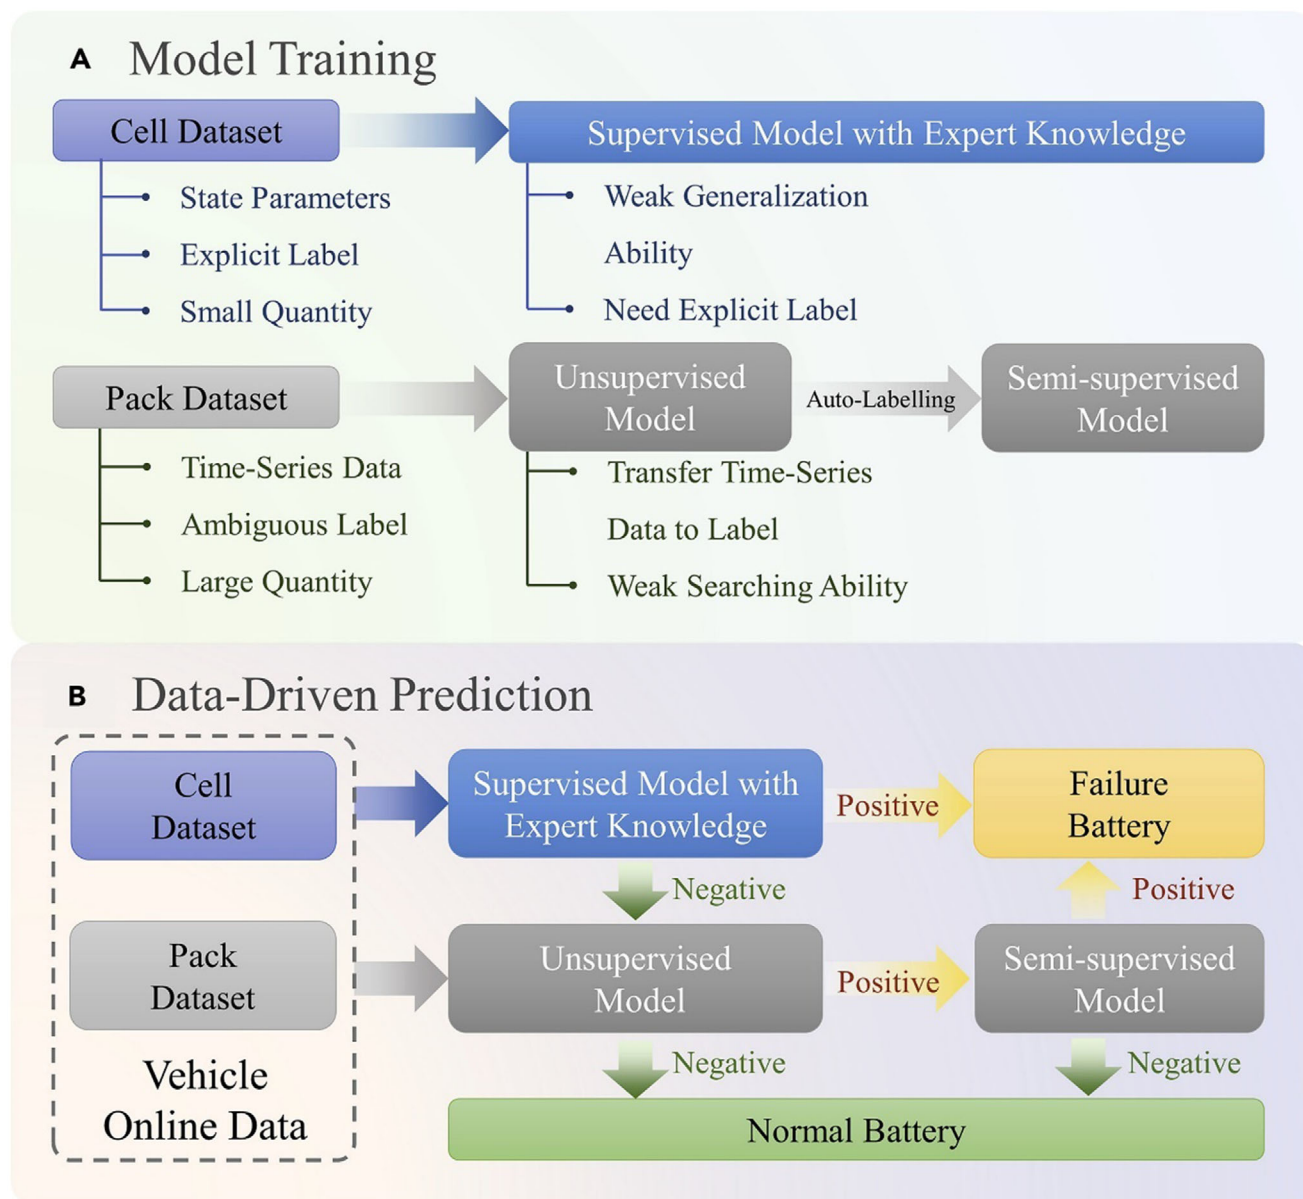 A Model Training
Cell Dataset
Supervised Model with Expert Knowledge
State Parameters
Explicit Label
Small Quantity
Weak Generalization
Ability
Need Explicit Label
Pack Dataset
Unsupervised
Model
Auto-Labelling
Semi-supervised
Model
Time-Series Data
Ambiguous Label
Large Quantity
Transfer Time-Series
Data to Label
Weak Searching Ability
B Data-Driven Prediction
Cell
Dataset
Supervised Model with
Expert Knowledge
Positive
Failure
Battery
Negative
Positive
Pack
Dataset
Unsupervised
Model
Positive
Semi-supervised
Model
Negative
Negative
Vehicle
Online Data
Normal Battery